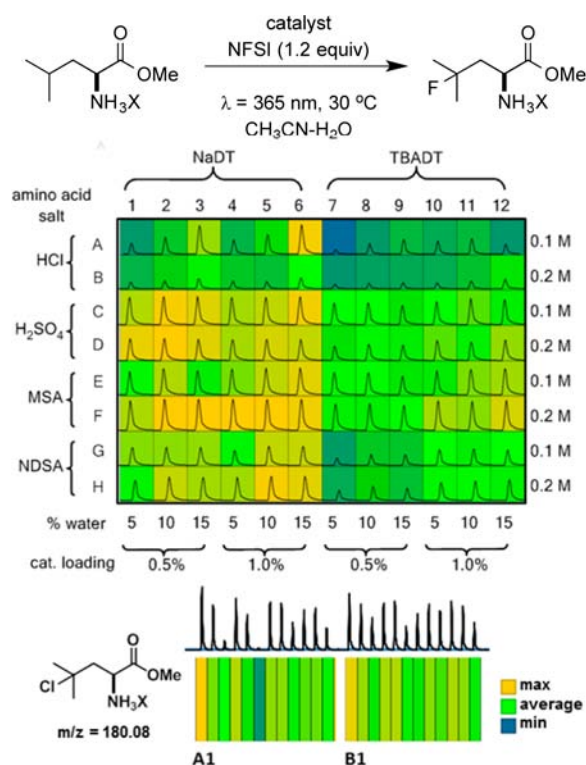 catalyst
NFSI (1.2 equiv)
λ = 365 nm, 30 ºC
CH₃CN-H₂O
O
OMe
NH₃X
F
O
OMe
NH₃X
NaDT
TBADT
amino acid
salt
1 2 3 4 5 6 7 8 9 10 11 12
HCl
A
0.1 M
B
0.2 M
H₂SO₄
C
0.1 M
D
0.2 M
MSA
E
0.1 M
F
0.2 M
NDSA
G
0.1 M
H
0.2 M
% water 5 10 15 5 10 15 5 10 15 5 10 15
cat. loading 0.5% 1.0% 0.5% 1.0%
Cl
O
OMe
NH₃X
m/z = 180.08
A1
B1
max
average
min